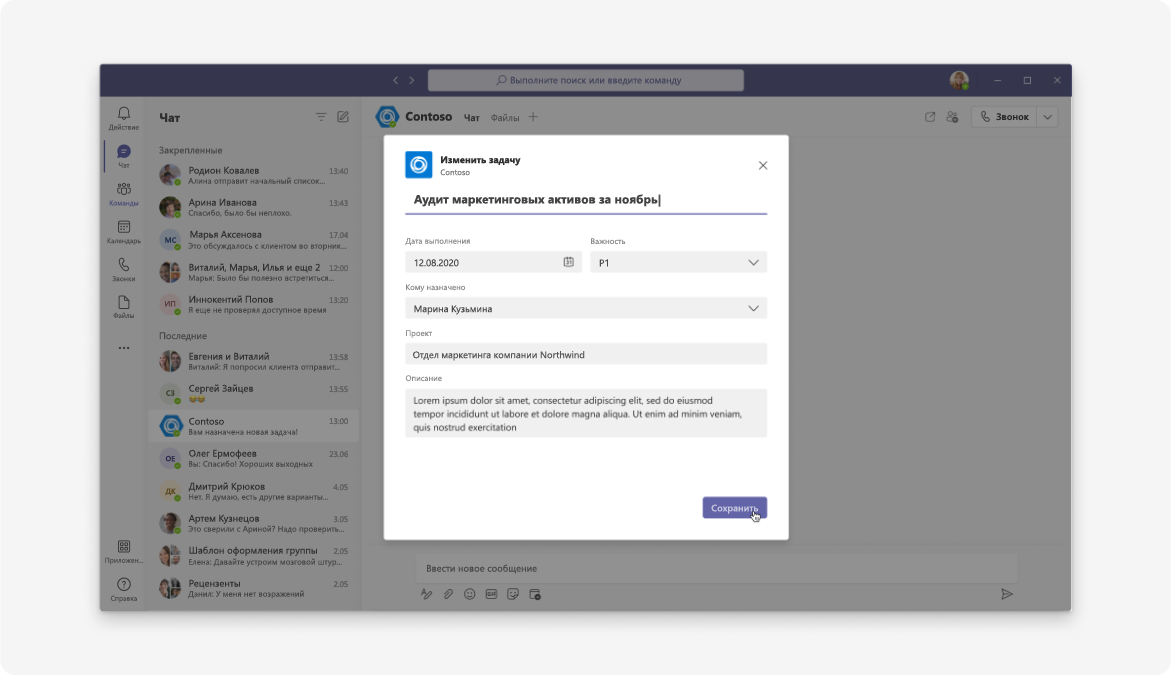 Выполните поиск или введите команду
Действие
Чат
Команды
Календарь
Звонки
Файлы
Приложен...
Справка
Чат
Закрепленные
Родион Ковалев 13:40
Алина отправит начальный список...
Арина Иванова 13:43
Спасибо, было бы неплохо.
МС Марья Аксенова 17.04
Это обсуждалось с клиентом во вторник...
Виталий, Марья, Илья и еще 2 12:00
Марья: Было бы полезно встретиться...
ИП Иннокентий Попов 13:20
Я еще не проверял доступное время
Последние
Евгения и Виталий 13:58
Виталий: Я попросил клиента отправит...
СЗ Сергей Зайцев 13:55
Contoso 13:00
Вам назначена новая задача!
ОЕ Олег Ермофеев 23.06
Вы: Спасибо! Хороших выходных
ДК Дмитрий Крюков 4.05
Нет. Я думаю, есть другие варианты...
Артем Кузнецов 3.05
Это сверили с Ариной? Надо проверить...
Шаблон оформления группы 2.05
Елена: Давайте устроим мозговой штур...
Рецензенты 2.05
Данил: У меня нет возражений
Contoso Чат Файлы
Звонок
Изменить задачу
Contoso
Аудит маркетинговых активов за ноябрь
Дата выполнения Важность
12.08.2020 P1
Кому назначено
Марина Кузьмина
Проект
Отдел маркетинга компании Northwind
Описание
Lorem ipsum dolor sit amet, consectetur adipiscing elit, sed do eiusmod
tempor incididunt ut labore et dolore magna aliqua. Ut enim ad minim veniam,
quis nostrud exercitation
Сохранить
Ввести новое сообщение
GIF